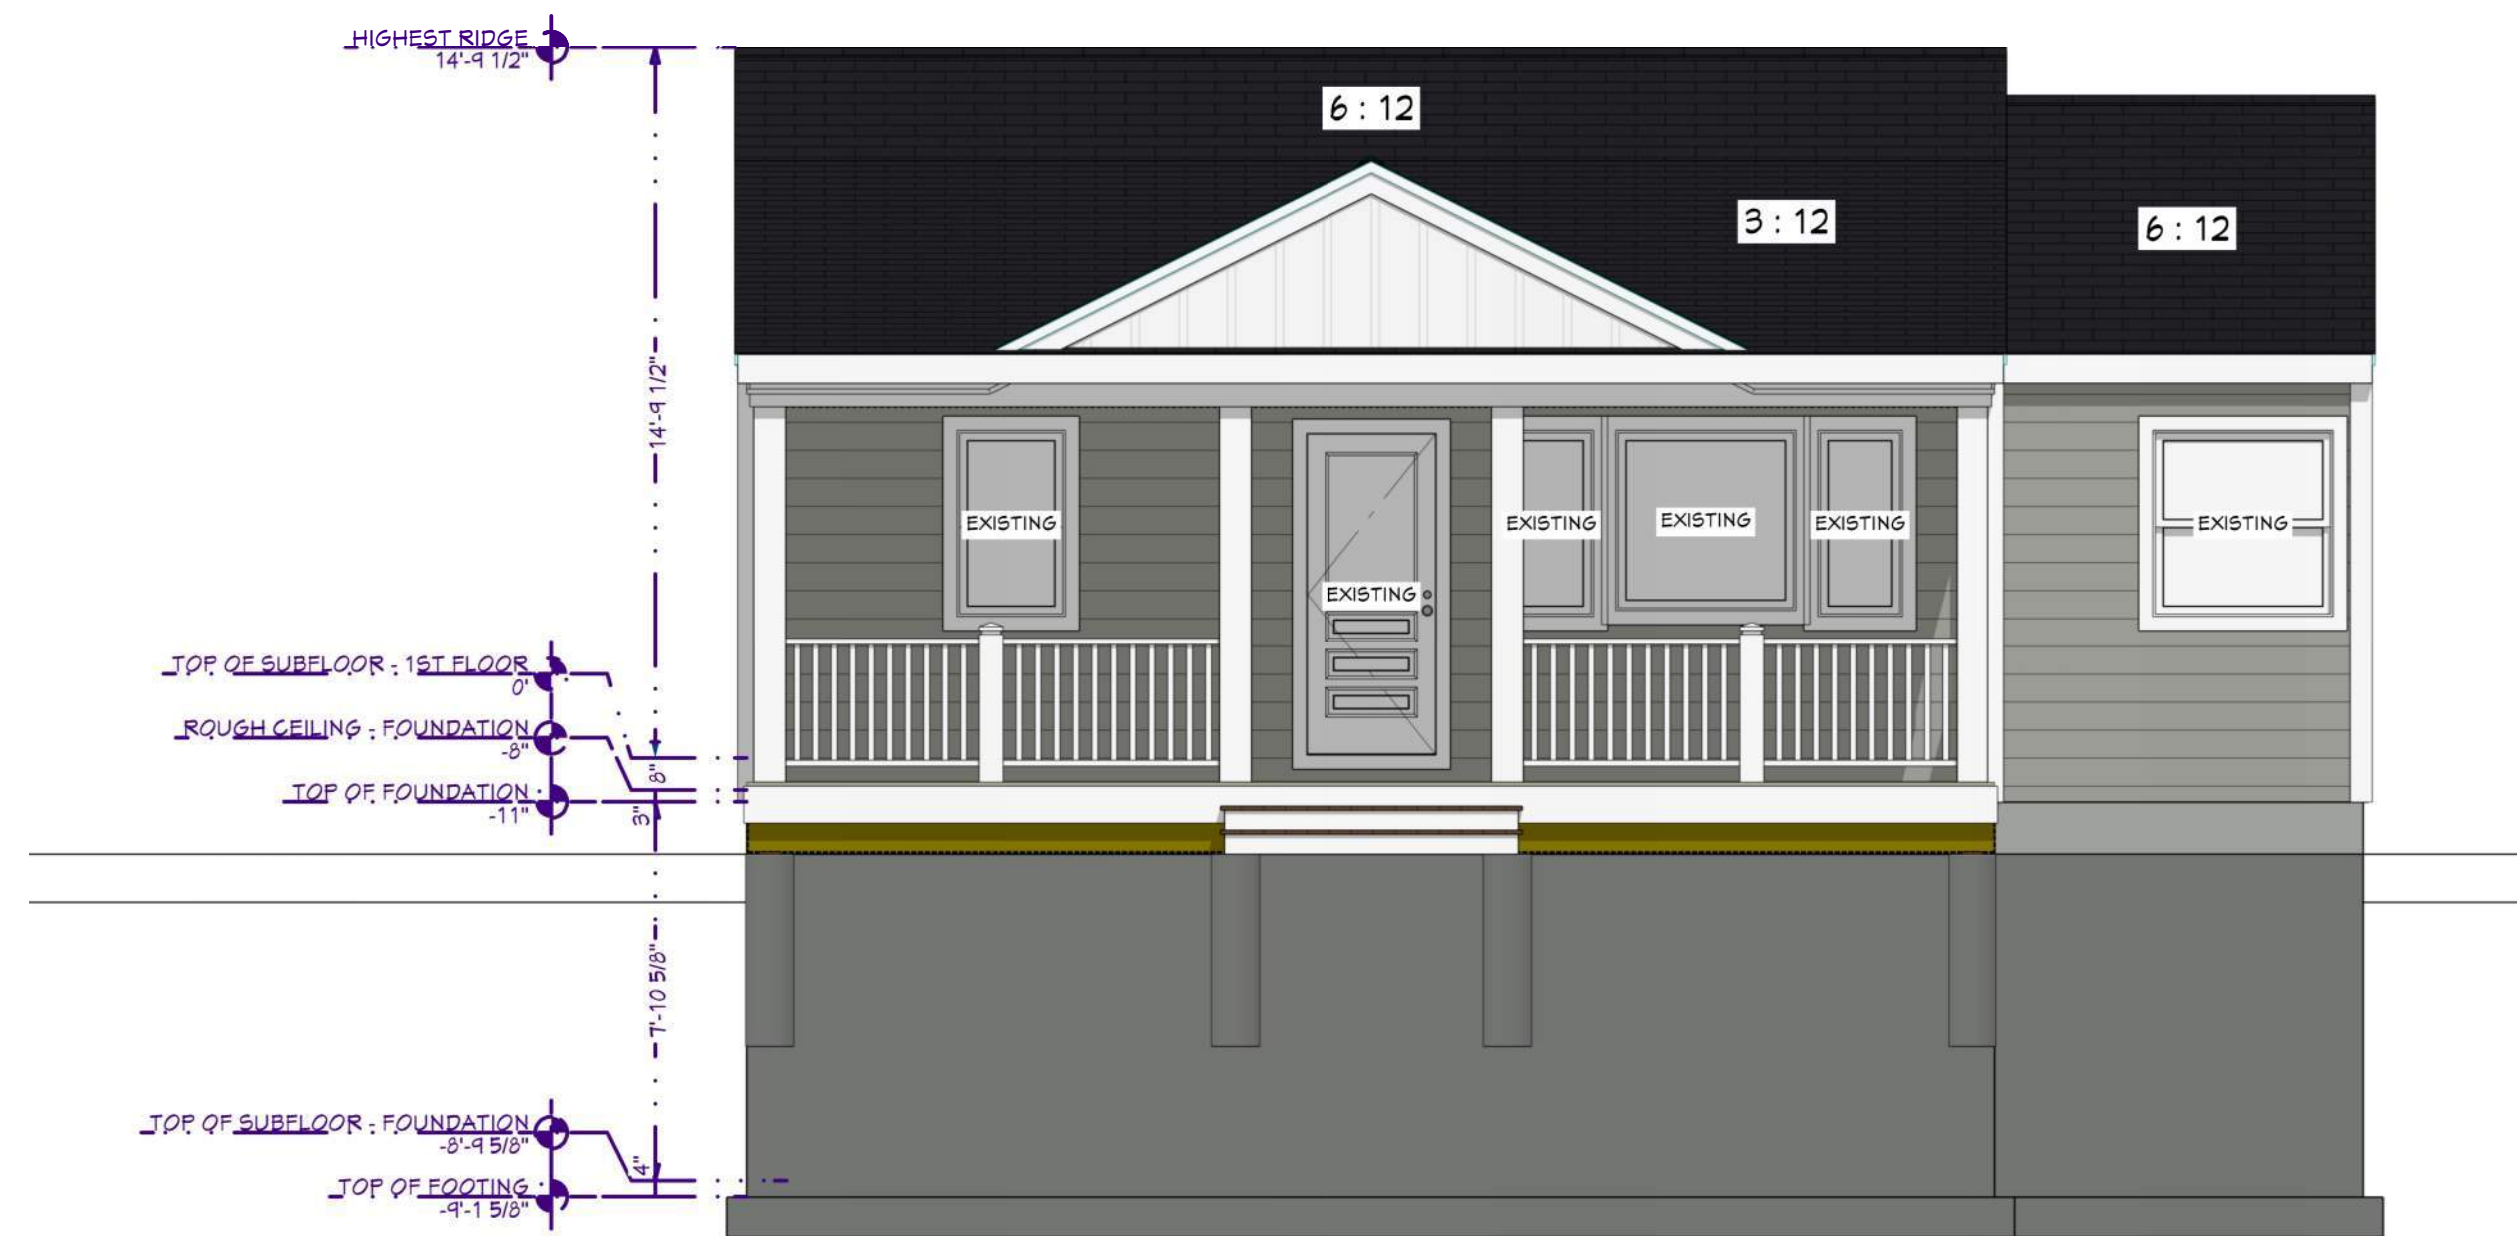 HIGHEST RIDGE
14'-9 1/2"
6 : 12
3 : 12
6 : 12
14'-9 1/2"
EXISTING
EXISTING
EXISTING
EXISTING
EXISTING
EXISTING
TOP OF SUBFLOOR - 1ST FLOOR
0'
ROUGH CEILING - FOUNDATION
-8"
8"
TOP OF FOUNDATION
-11"
3"
7'-10 5/8"
TOP OF SUBFLOOR - FOUNDATION
-8'-9 5/8"
4"
TOP OF FOOTING
-9'-1 5/8"